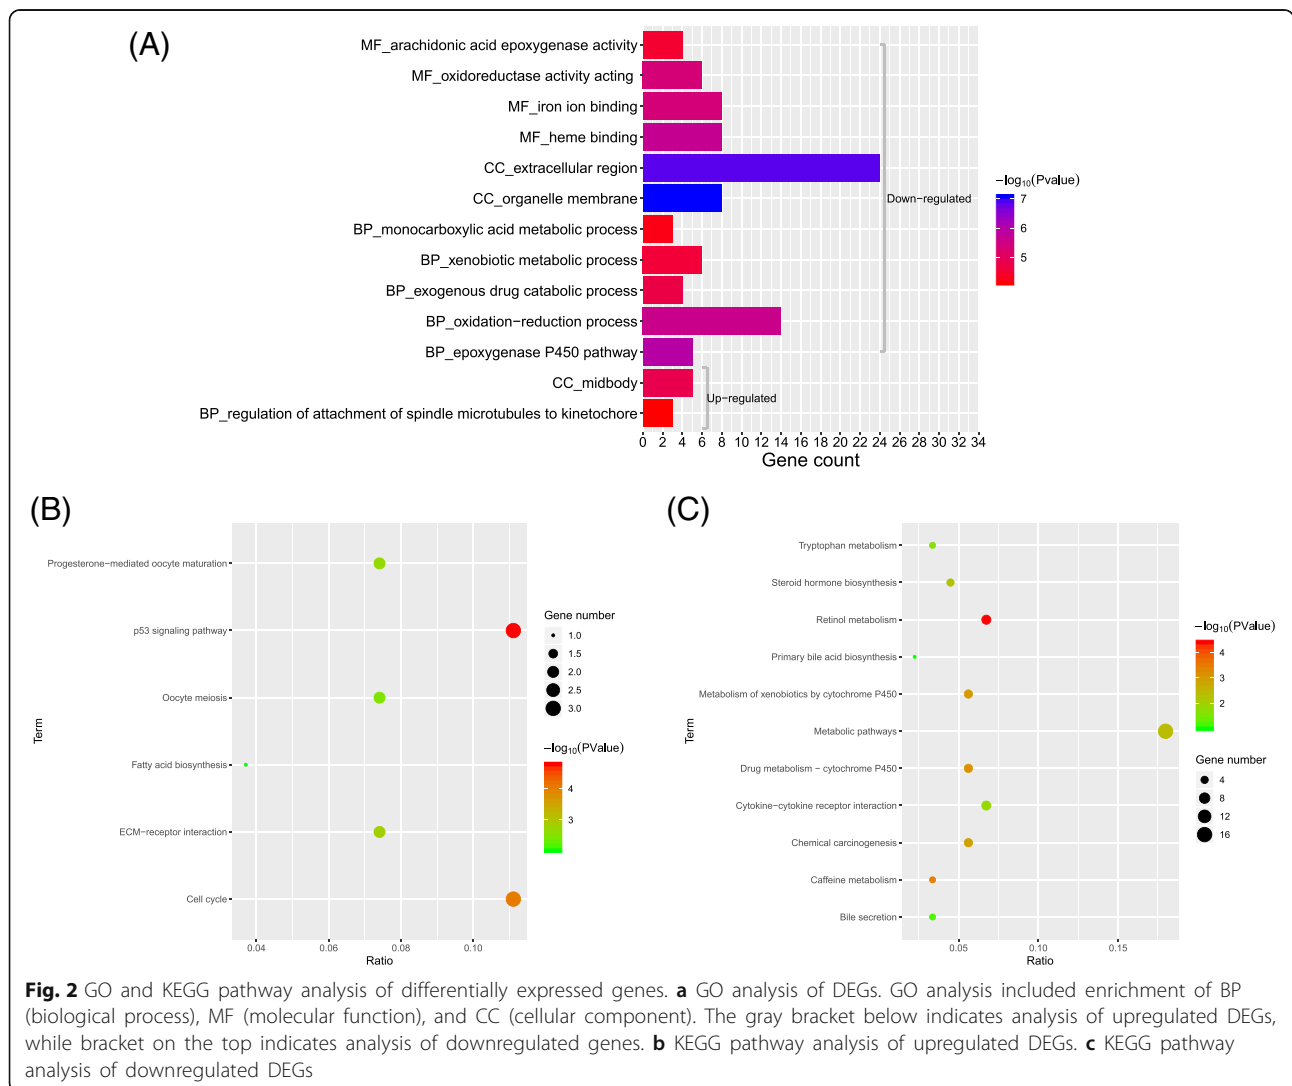 (A)
MF_arachidonic acid epoxygenase activity
MF_oxidoreductase activity acting
MF_iron ion binding
MF_heme binding
CC_extracellular region
CC_organelle membrane
BP_monocarboxylic acid metabolic process
BP_xenobiotic metabolic process
BP_exogenous drug catabolic process
BP_oxidation−reduction process
BP_epoxygenase P450 pathway
CC_midbody
BP_regulation of attachment of spindle microtubules to kinetochore
Down−regulated
Up−regulated
0 2 4 6 8 10 12 14 16 18 20 22 24 26 28 30 32 34
Gene count
−log10(Pvalue)
7
6
5
(B)
Progesterone−mediated oocyte maturation
p53 signaling pathway
Oocyte meiosis
Fatty acid biosynthesis
ECM−receptor interaction
Cell cycle
Term
0.04 0.06 0.08 0.10
Ratio
Gene number
1.0
1.5
2.0
2.5
3.0
−log10(PValue)
4
3
(C)
Tryptophan metabolism
Steroid hormone biosynthesis
Retinol metabolism
Primary bile acid biosynthesis
Metabolism of xenobiotics by cytochrome P450
Metabolic pathways
Drug metabolism − cytochrome P450
Cytokine−cytokine receptor interaction
Chemical carcinogenesis
Caffeine metabolism
Bile secretion
Term
0.05 0.10 0.15
Ratio
−log10(PValue)
4
3
2
Gene number
4
8
12
16
Fig. 2 GO and KEGG pathway analysis of differentially expressed genes. a GO analysis of DEGs. GO analysis included enrichment of BP
(biological process), MF (molecular function), and CC (cellular component). The gray bracket below indicates analysis of upregulated DEGs,
while bracket on the top indicates analysis of downregulated genes. b KEGG pathway analysis of upregulated DEGs. c KEGG pathway
analysis of downregulated DEGs